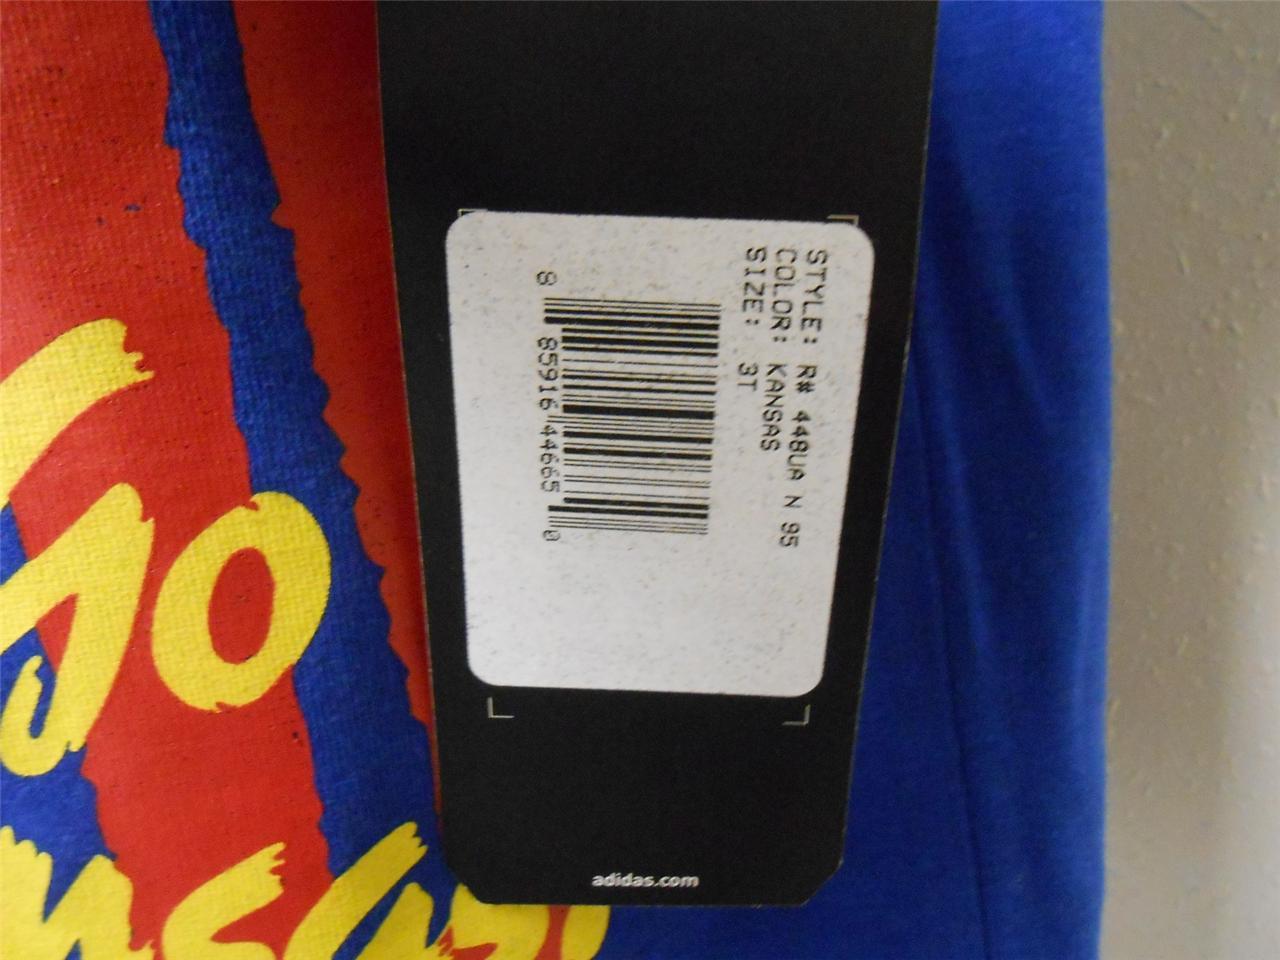 STYLE: R# 448UA N 95
COLOR: KANSAS
SIZE: 3T
8 85916 44665 0
adidas.com
Go